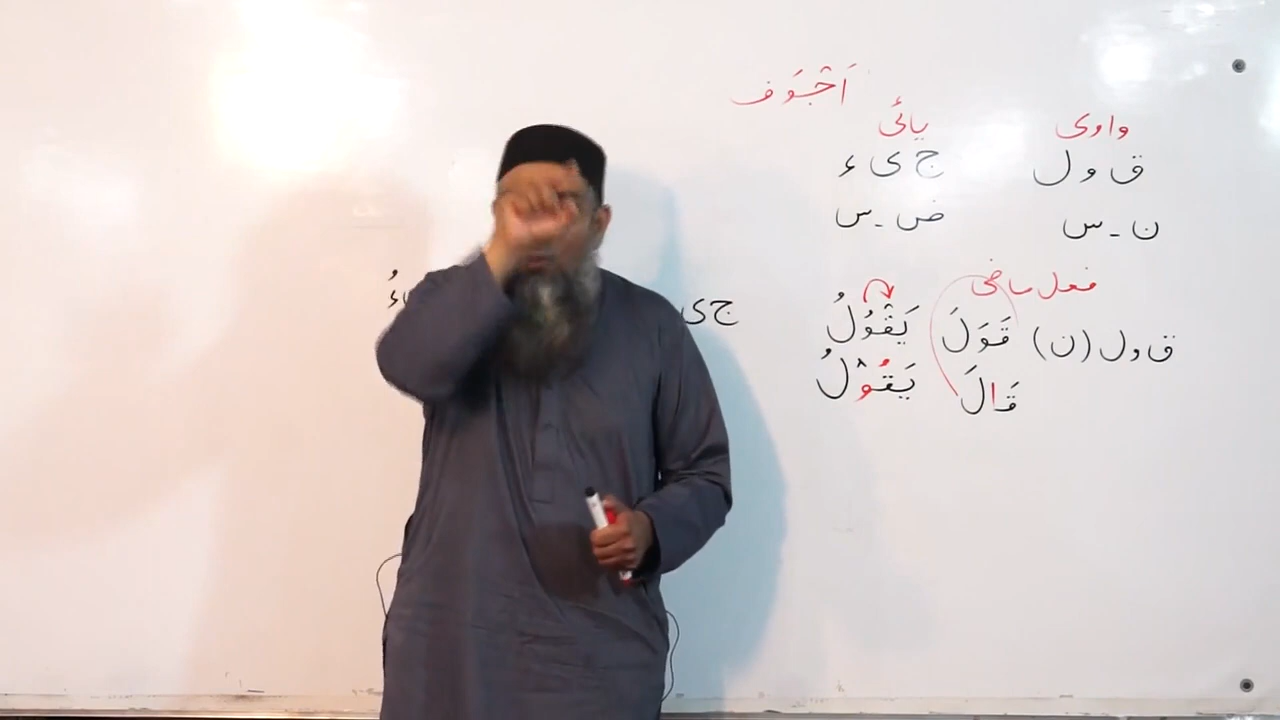 اَجْوَف
واوی یائی
ق و ل ج ی ء
ن - س ض - س
فعل ماضی
ق و ل (ن) قَوَلَ يَقْوُلُ
قَالَ يَقُوْلُ
ج ی